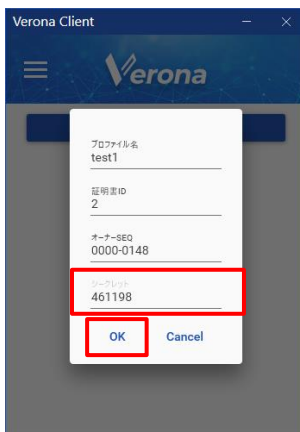 Verona Client
Verona
プロファイル名
test1
証明書ID
2
オーナーSEQ
0000-0148
シークレット
461198
OK
Cancel